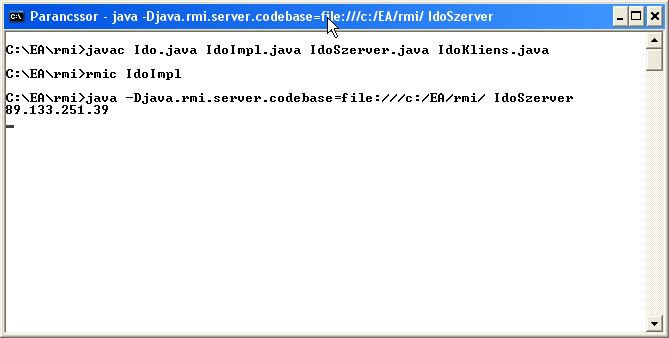 Parancssor - java -Djava.rmi.server.codebase=file:///c:/EA/rmi/ IdoSzerver
C:\EA\rmi>javac Ido.java IdoImpl.java IdoSzerver.java IdoKliens.java
C:\EA\rmi>rmic IdoImpl
C:\EA\rmi>java -Djava.rmi.server.codebase=file:///c:/EA/rmi/ IdoSzerver
89.133.251.39